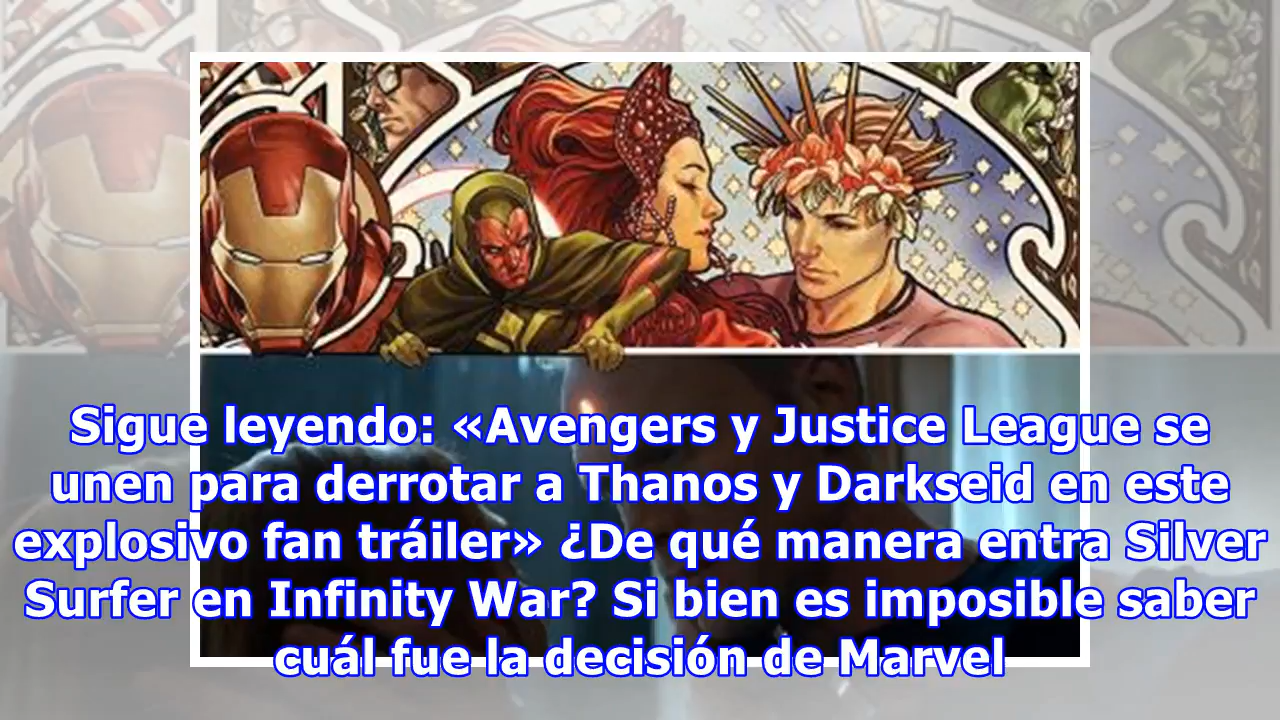 Sigue leyendo: «Avengers y Justice League se
unen para derrotar a Thanos y Darkseid en este
explosivo fan tráiler» ¿De qué manera entra Silver
Surfer en Infinity War? Si bien es imposible saber
cuál fue la decisión de Marvel